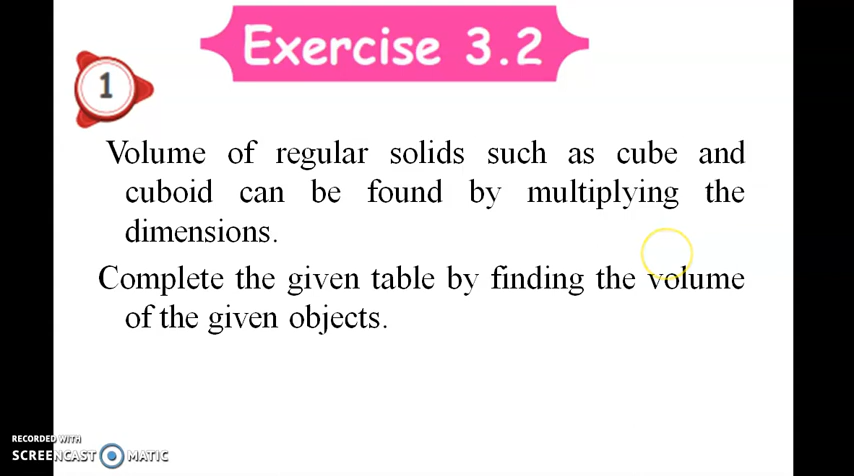 Exercise 3.2
1
Volume of regular solids such as cube and
cuboid can be found by multiplying the
dimensions.
Complete the given table by finding the volume
of the given objects.
RECORDED WITH
SCREENCAST MATIC